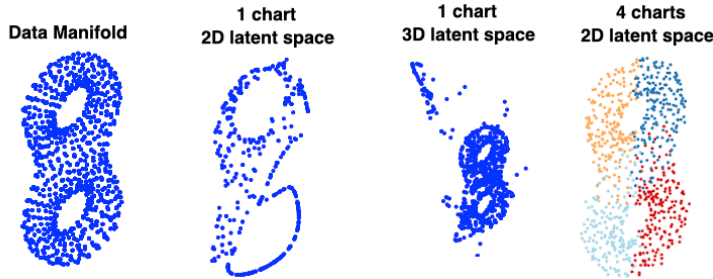 Data Manifold
1 chart
2D latent space
1 chart
3D latent space
4 charts
2D latent space